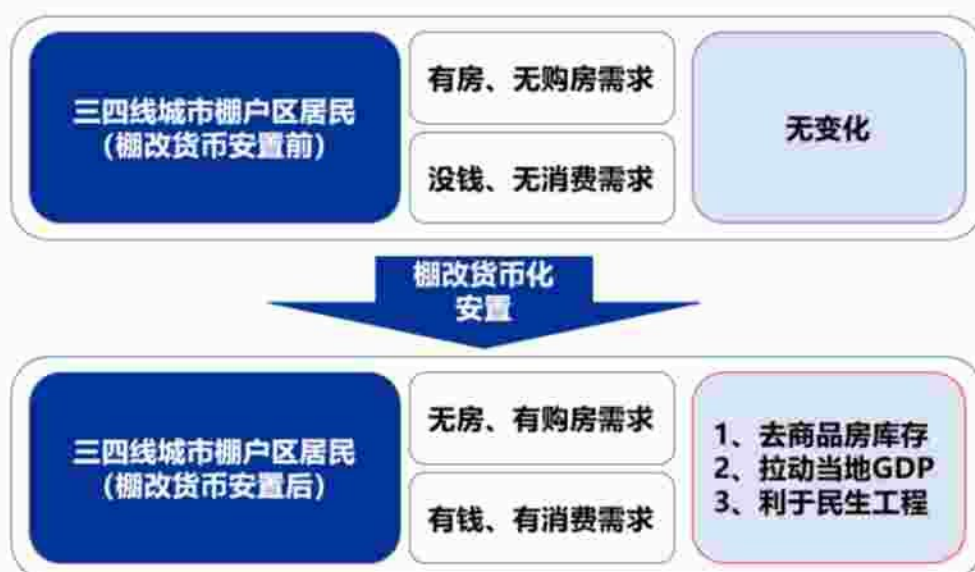 三四线城市棚户区居民
（棚改货币安置前）
有房、无购房需求
没钱、无消费需求
无变化
棚改货币化
安置
三四线城市棚户区居民
（棚改货币安置后）
无房、有购房需求
有钱、有消费需求
1、去商品房库存
2、拉动当地GDP
3、利于民生工程